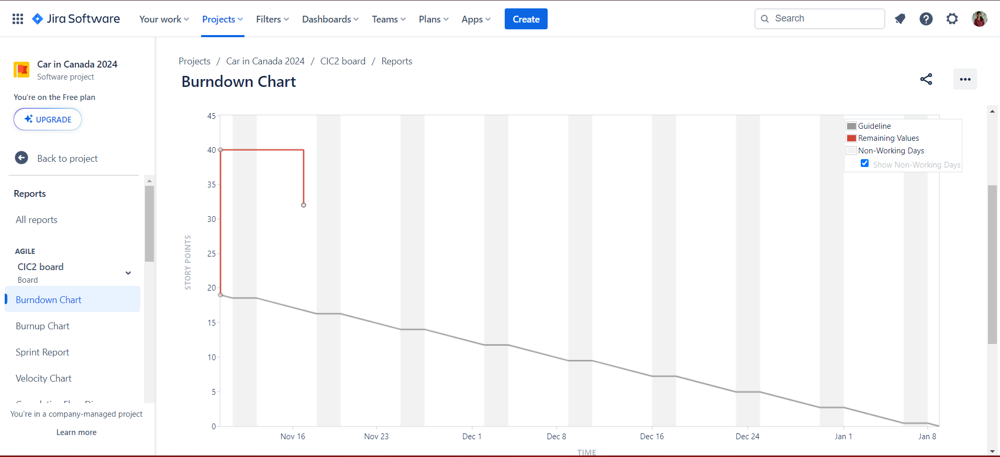 Jira Software Your work Projects Filters Dashboards Teams Plans Apps Create Search
Car in Canada 2024
Software project
You're on the Free plan
UPGRADE
Back to project
Reports
All reports
AGILE
CIC2 board
Board
Burndown Chart
Burnup Chart
Sprint Report
Velocity Chart
You're in a company-managed project
Learn more
Projects / Car in Canada 2024 / CIC2 board / Reports
Burndown Chart
Guideline
Remaining Values
Non-Working Days
Show Non-Working Days
STORY POINTS
45
40
35
30
25
20
15
10
5
0
Nov 16 Nov 23 Dec 1 Dec 8 Dec 16 Dec 24 Jan 1 Jan 8
TIME